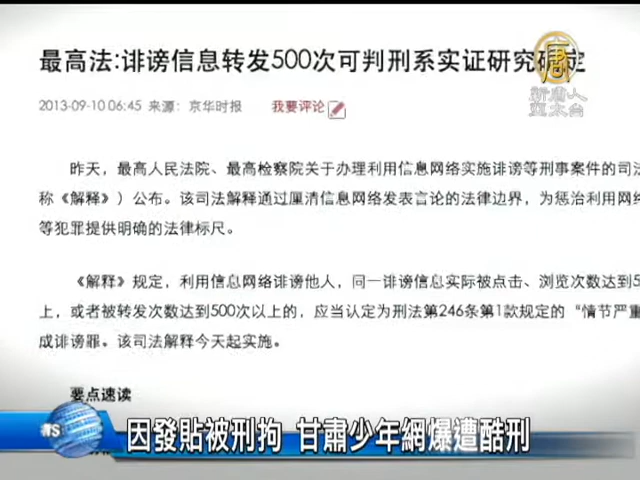 最高法:诽谤信息转发500次可判刑系实证研究确定
新唐人
亞太台
2013-09-10 06:45 来源：京华时报 我要评论
昨天，最高人民法院、最高检察院关于办理利用信息网络实施诽谤等刑事案件的司法
称《解释》）公布。该司法解释通过厘清信息网络发表言论的法律边界，为惩治利用网络
等犯罪提供明确的法律标尺。
《解释》规定，利用信息网络诽谤他人，同一诽谤信息实际被点击、浏览次数达到5
上，或者被转发次数达到500次以上的，应当认定为刑法第246条第1款规定的“情节严重
成诽谤罪。该司法解释今天起实施。
要点速读
因發貼被刑拘 甘肅少年網爆遭酷刑